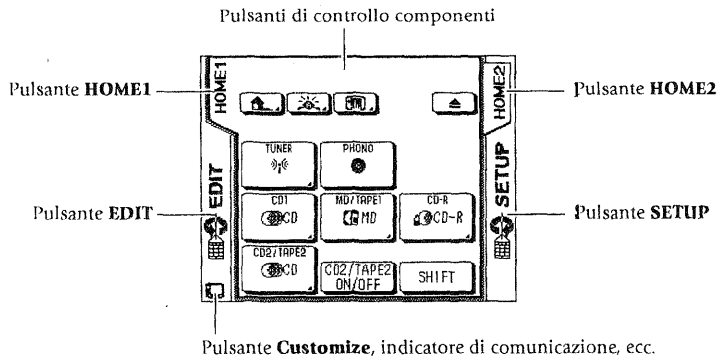 Pulsanti di controllo componenti
Pulsante HOME1
HOME1
HOME2
Pulsante HOME2
TUNER
PHONO
EDIT
SETUP
CD1
MD/TAPE1
CD-R
CD
MD
CD-R
Pulsante EDIT
Pulsante SETUP
CD2/TAPE2
CD
CD2/TAPE2
ON/OFF
SHIFT
Pulsante Customize, indicatore di comunicazione, ecc.